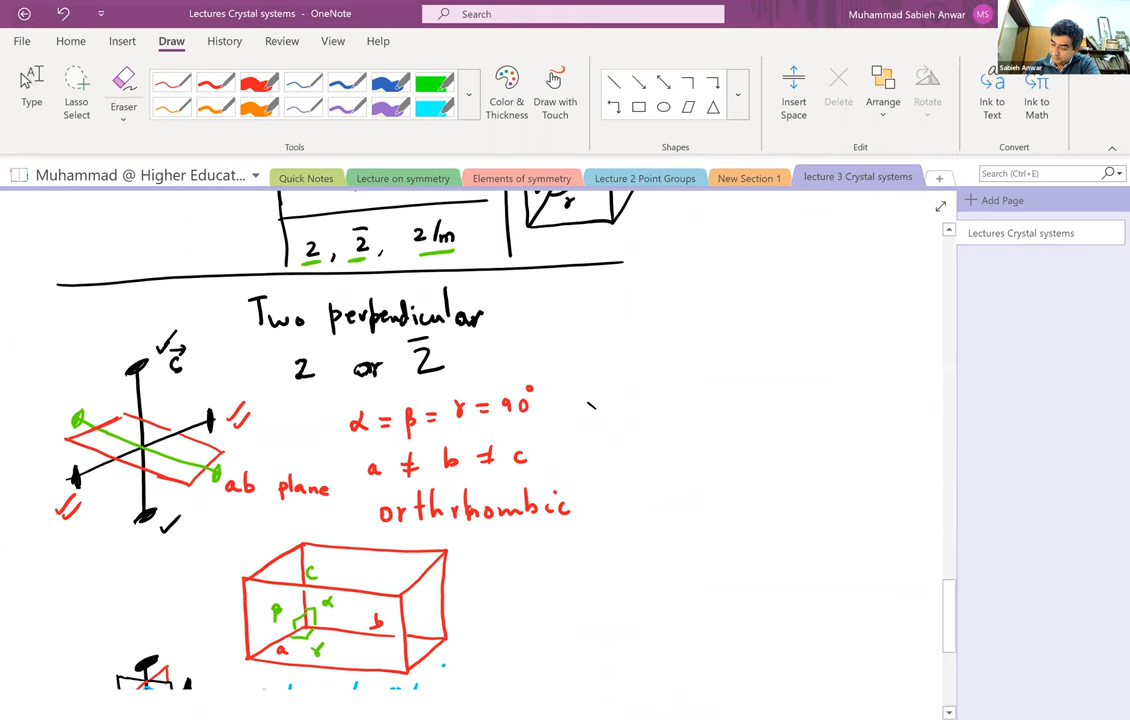 Lectures Crystal systems - OneNote
Search
Muhammad Sabieh Anwar
MS
Sabieh Anwar
File Home Insert Draw History Review View Help
Type
Lasso Select
Eraser
Color & Thickness
Draw with Touch
Insert Space
Delete
Arrange
Rotate
Ink to Text
Ink to Math
Tools
Shapes
Edit
Convert
Muhammad @ Higher Educat...
Quick Notes
Lecture on symmetry
Elements of symmetry
Lecture 2 Point Groups
New Section 1
lecture 3 Crystal systems
Search (Ctrl+E)
Add Page
Lectures Crystal systems
γ
2, 2̅, 2/m
Two perpendicular
2 or 2̅
c⃗
α = β = γ = 90°
a ≠ b ≠ c
ab plane
orthrhombic
c
β α
b
a γ